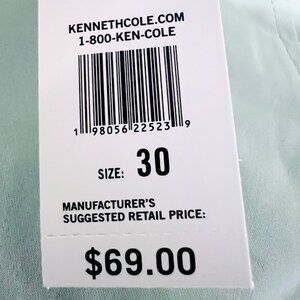 KENNETHCOLE.COM
1-800-KEN-COLE
1 98056 22523 9
SIZE: 30
MANUFACTURER'S
SUGGESTED RETAIL PRICE:
$69.00